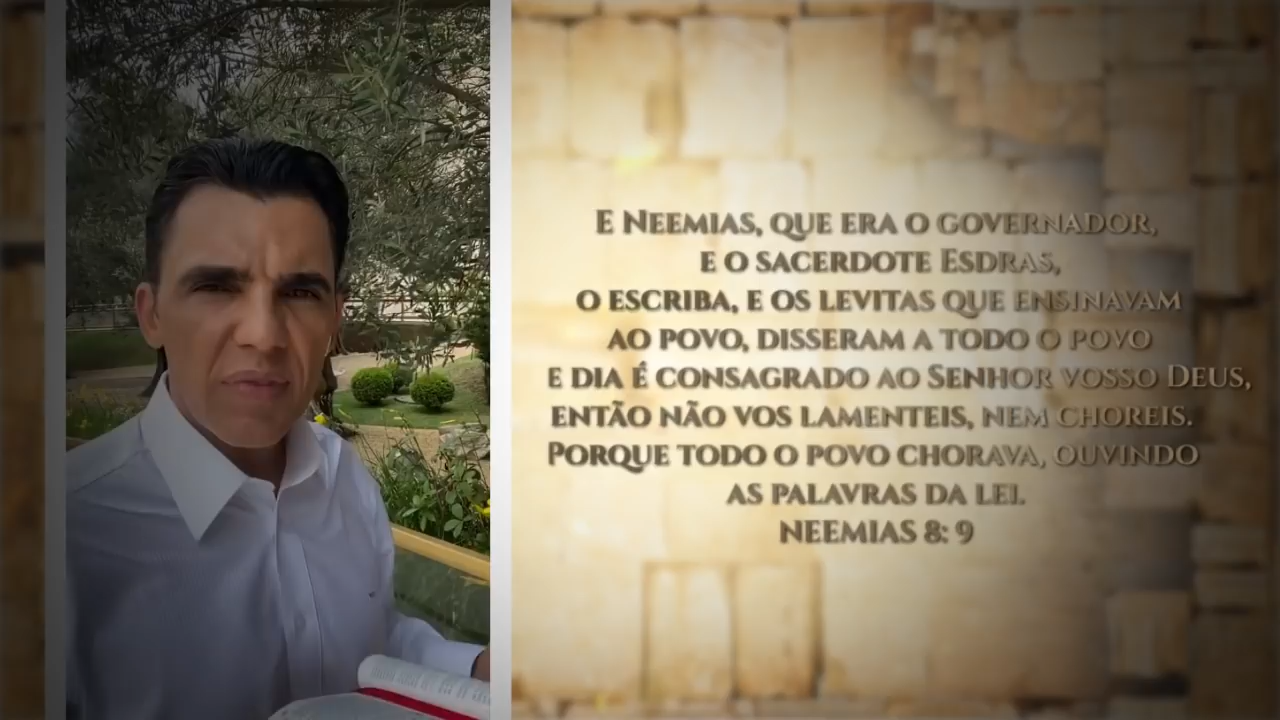 E NEEMIAS, QUE ERA O GOVERNADOR,
E O SACERDOTE ESDRAS,
O ESCRIBA, E OS LEVITAS QUE ENSINAVAM
AO POVO, DISSERAM A TODO O POVO
E DIA É CONSAGRADO AO SENHOR VOSSO DEUS,
ENTÃO NÃO VOS LAMENTEIS, NEM CHOREIS.
PORQUE TODO O POVO CHORAVA, OUVINDO
AS PALAVRAS DA LEI.
NEEMIAS 8: 9